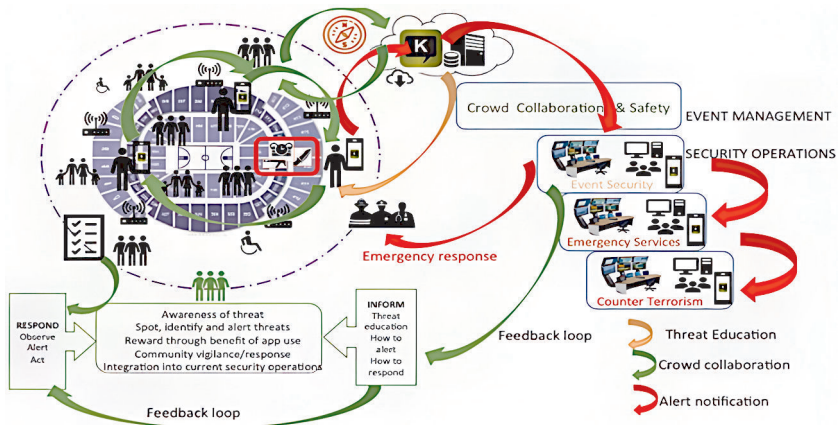 K
Crowd Collaborations & Safety
EVENT MANAGEMENT
SECURITY OPERATIONS
Event Security
Emergency response
Emergency Services
Counter Terrorism
RESPOND
Observe
Alert
Act
Awareness of threat
Spot, identify and alert threats
Reward through benefit of app use
Community vigilance/response
Integration into current security operations
INFORM
Threat
education
How to
alert
How to
respond
Feedback loop
Feedback loop
Threat Education
Crowd collaboration
Alert notification